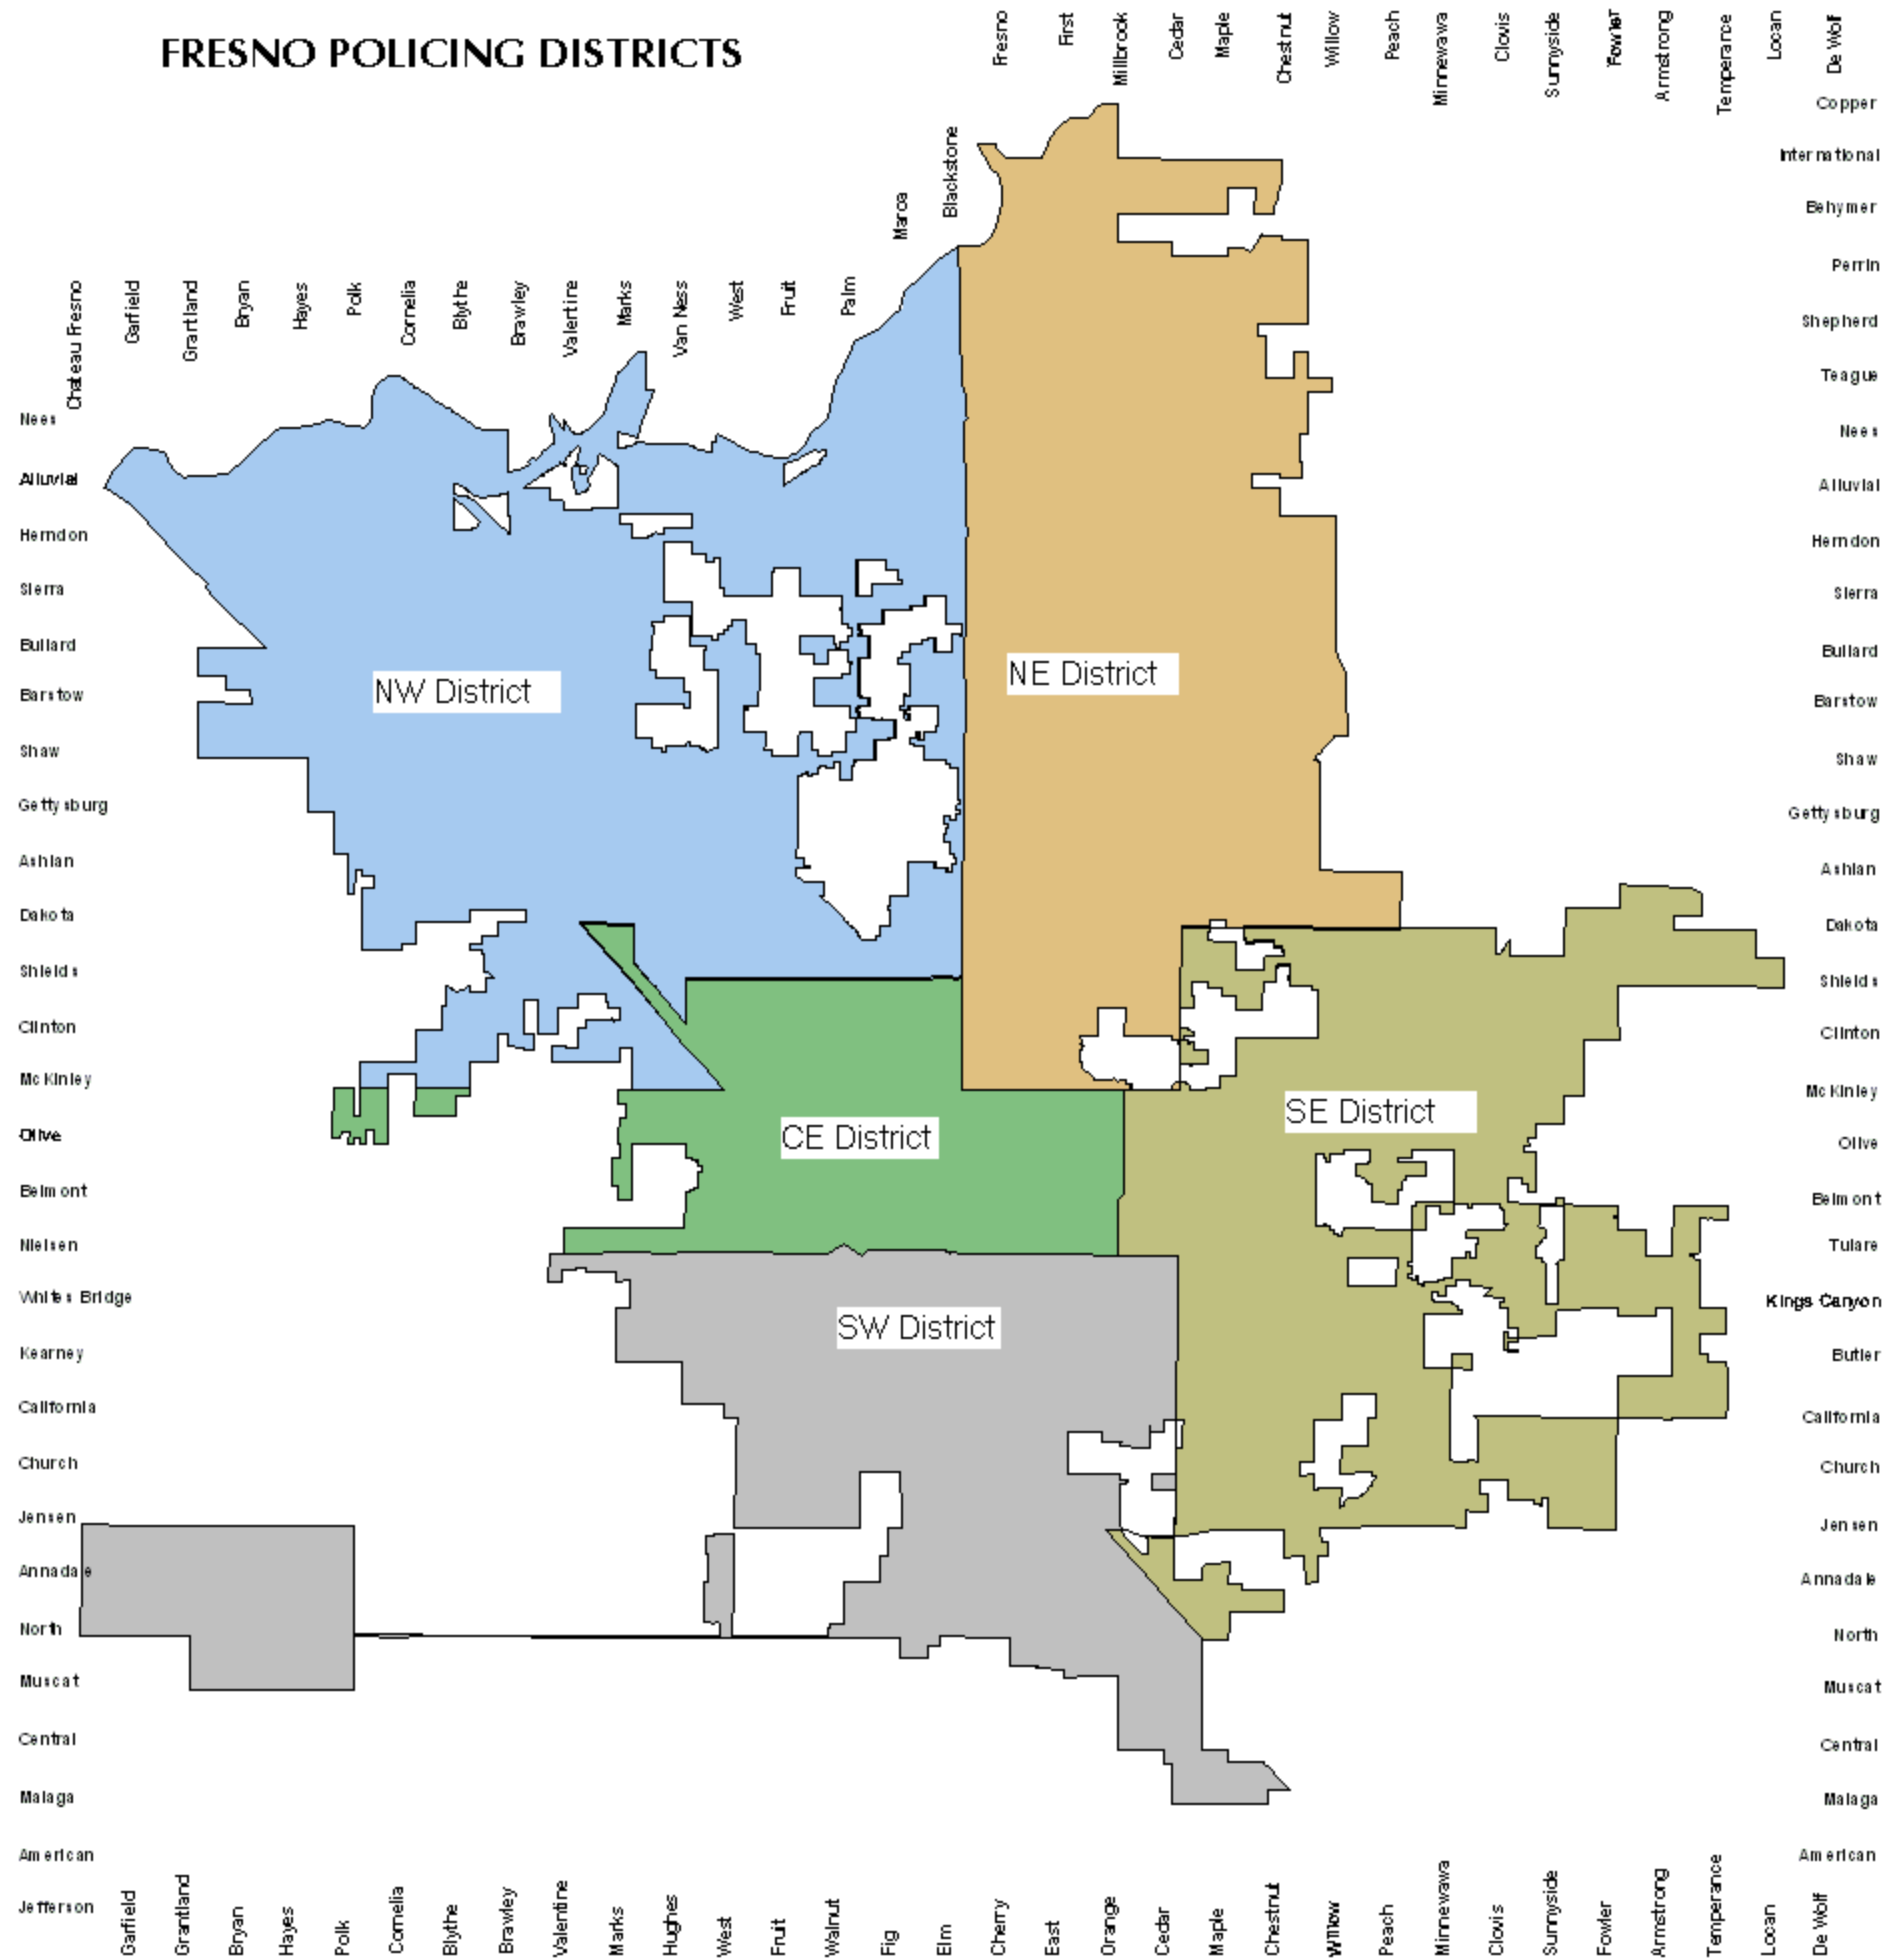 FRESNO POLICING DISTRICTS
Fresno
First
Millbrook
Cedar
Maple
Chestnut
Willow
Peach
Minnewawa
Clovis
Sunnyside
Fowler
Armstrong
Temperance
Locan
De Wolf
Blackstone
Maroa
Chateau Fresno
Garfield
Grantland
Bryan
Hayes
Polk
Cornelia
Blythe
Brawley
Valertire
Marks
Van Ness
West
Fruit
Palm
Nees
Alluvial
Herndon
Sierra
Bullard
Barstow
Shaw
Gettysburg
Ashlan
Dakota
Shields
Clinton
Mc Kinley
Olive
Belmont
Nielsen
Whites Bridge
Kearney
California
Church
Jensen
Annadale
North
Muscat
Central
Malaga
American
Jefferson
Copper
International
Behymer
Perrin
Shepherd
Teague
Nees
Alluvial
Herndon
Sierra
Bullard
Barstow
Shaw
Gettysburg
Ashlan
Dakota
Shields
Clinton
Mc Kinley
Olive
Belmont
Tulare
Kings Canyon
Butler
California
Church
Jensen
Annadale
North
Muscat
Central
Malaga
American
NW District
NE District
CE District
SE District
SW District
Garfield
Grantland
Bryan
Hayes
Polk
Cornelia
Blythe
Brawley
Valentine
Marks
Hughes
West
Fruit
Walnut
Fig
Elm
Cherry
East
Orange
Cedar
Maple
Chestnut
Willow
Peach
Minnewawa
Clovis
Sunnyside
Fowler
Armstrong
Temperance
Locan
De Wolf